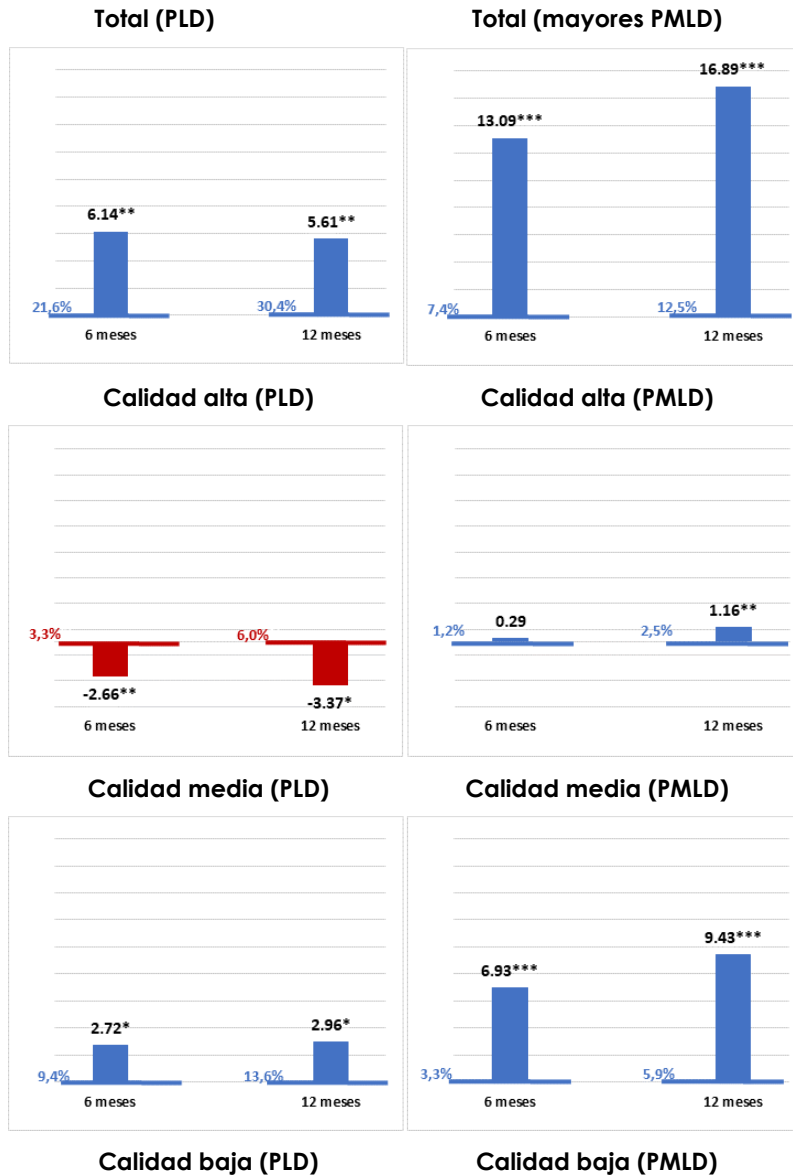 Total (PLD)
Total (mayores PMLD)
6.14**
5.61**
21,6%
30,4%
6 meses
12 meses
13.09***
16.89***
7,4%
12,5%
6 meses
12 meses
Calidad alta (PLD)
Calidad alta (PMLD)
3,3%
6,0%
-2.66**
-3.37*
6 meses
12 meses
0.29
1.16**
1,2%
2,5%
6 meses
12 meses
Calidad media (PLD)
Calidad media (PMLD)
2.72*
2.96*
9,4%
13,6%
6 meses
12 meses
6.93***
9.43***
3,3%
5,9%
6 meses
12 meses
Calidad baja (PLD)
Calidad baja (PMLD)